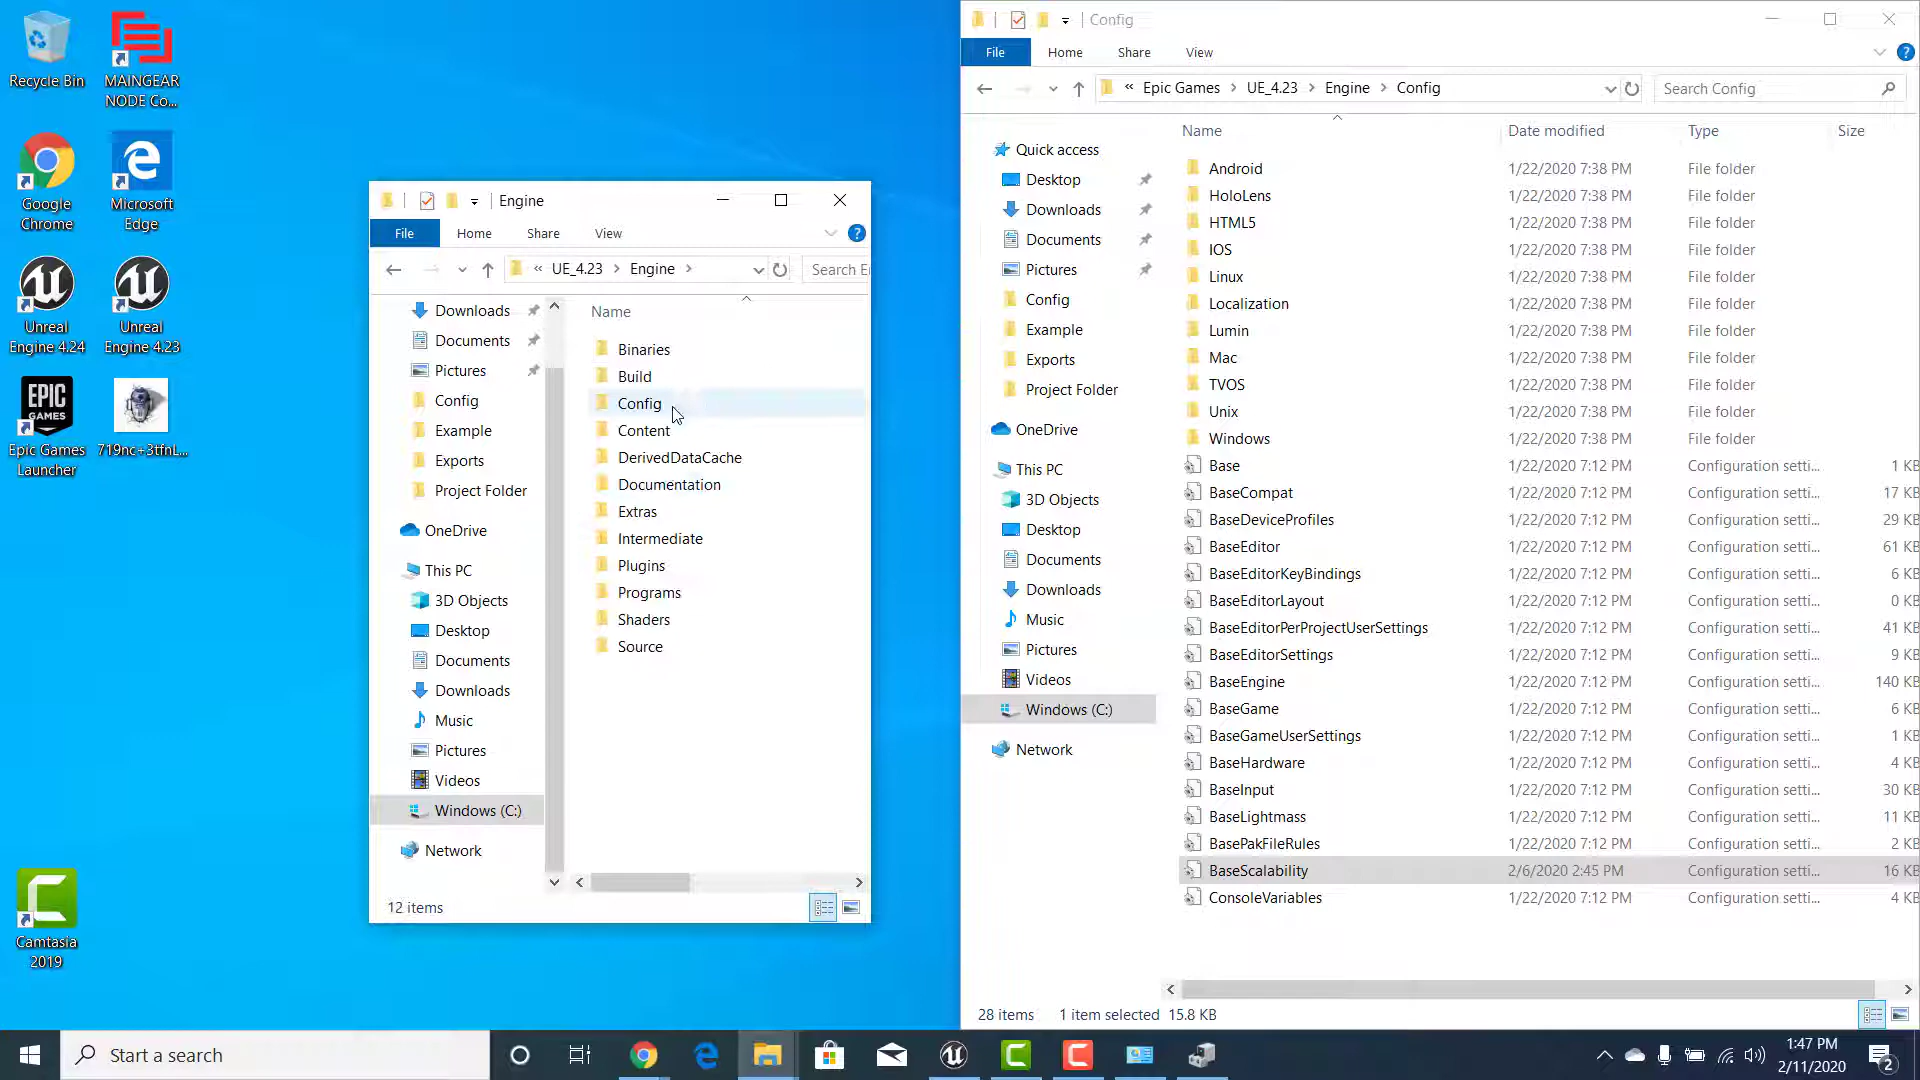 Recycle Bin
MAINGEAR
NODE Co...
Google
Chrome
Microsoft
Edge
Unreal
Engine 4.24
Unreal
Engine 4.23
EPIC
GAMES
Epic Games
Launcher
719nc+3tfnL...
Camtasia
2019
Engine
File
Home
Share
View
?
« UE_4.23 > Engine >
Search E
Name
Downloads
Documents
Pictures
Config
Example
Exports
Project Folder
OneDrive
This PC
3D Objects
Desktop
Documents
Downloads
Music
Pictures
Videos
Windows (C:)
Network
Binaries
Build
Config
Content
DerivedDataCache
Documentation
Extras
Intermediate
Plugins
Programs
Shaders
Source
12 items
Config
File
Home
Share
View
?
« Epic Games > UE_4.23 > Engine > Config
Search Config
Quick access
Desktop
Downloads
Documents
Pictures
Config
Example
Exports
Project Folder
OneDrive
This PC
3D Objects
Desktop
Documents
Downloads
Music
Pictures
Videos
Windows (C:)
Network
Name Date modified Type Size
Android 1/22/2020 7:38 PM File folder
HoloLens 1/22/2020 7:38 PM File folder
HTML5 1/22/2020 7:38 PM File folder
IOS 1/22/2020 7:38 PM File folder
Linux 1/22/2020 7:38 PM File folder
Localization 1/22/2020 7:38 PM File folder
Lumin 1/22/2020 7:38 PM File folder
Mac 1/22/2020 7:38 PM File folder
TVOS 1/22/2020 7:38 PM File folder
Unix 1/22/2020 7:38 PM File folder
Windows 1/22/2020 7:38 PM File folder
Base 1/22/2020 7:12 PM Configuration setti... 1 KB
BaseCompat 1/22/2020 7:12 PM Configuration setti... 17 KB
BaseDeviceProfiles 1/22/2020 7:12 PM Configuration setti... 29 KB
BaseEditor 1/22/2020 7:12 PM Configuration setti... 61 KB
BaseEditorKeyBindings 1/22/2020 7:12 PM Configuration setti... 6 KB
BaseEditorLayout 1/22/2020 7:12 PM Configuration setti... 0 KB
BaseEditorPerProjectUserSettings 1/22/2020 7:12 PM Configuration setti... 41 KB
BaseEditorSettings 1/22/2020 7:12 PM Configuration setti... 9 KB
BaseEngine 1/22/2020 7:12 PM Configuration setti... 140 KB
BaseGame 1/22/2020 7:12 PM Configuration setti... 6 KB
BaseGameUserSettings 1/22/2020 7:12 PM Configuration setti... 1 KB
BaseHardware 1/22/2020 7:12 PM Configuration setti... 4 KB
BaseInput 1/22/2020 7:12 PM Configuration setti... 30 KB
BaseLightmass 1/22/2020 7:12 PM Configuration setti... 11 KB
BasePakFileRules 1/22/2020 7:12 PM Configuration setti... 2 KB
BaseScalability 2/6/2020 2:45 PM Configuration setti... 16 KB
ConsoleVariables 1/22/2020 7:12 PM Configuration setti... 4 KB
28 items 1 item selected 15.8 KB
Start a search
1:47 PM
2/11/2020
2